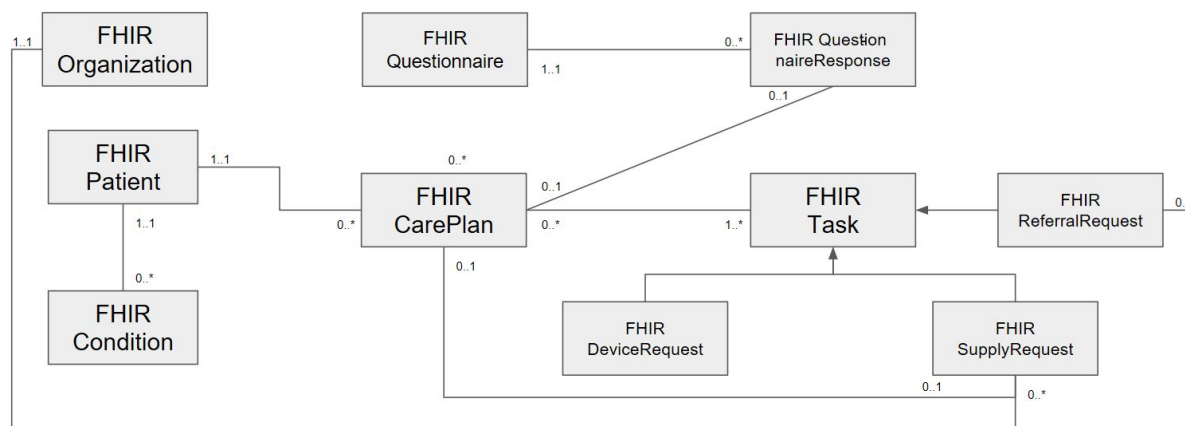 1..1
FHIR
Organization
FHIR
Questionnaire
1..1
0..*
FHIR Question
naireResponse
0..1
FHIR
Patient
1..1
1..1
0..*
0..*
FHIR
CarePlan
0..*
0..1
0..*
0..1
FHIR
Task
1..*
FHIR
ReferralRequest
FHIR
Condition
0..*
FHIR
DeviceRequest
FHIR
SupplyRequest
0..1
0..*